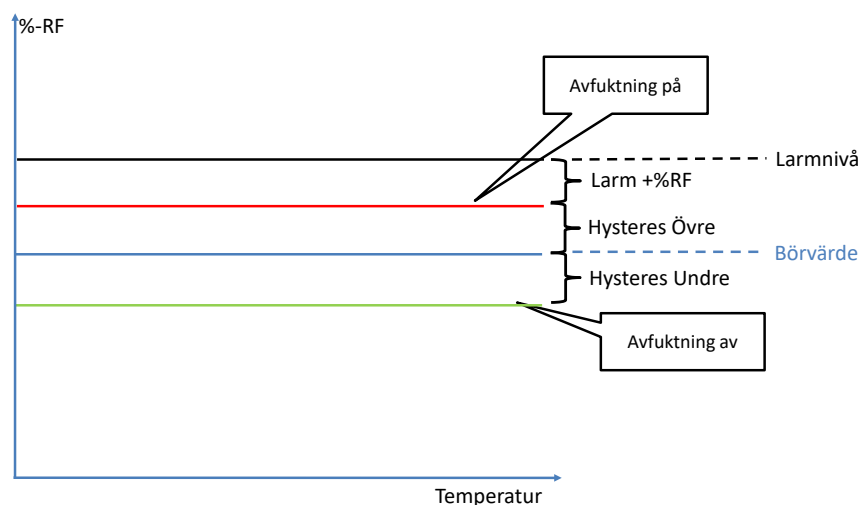 %-RF
Avfuktning på
Larmnivå
Larm +%RF
Hysteres Övre
Börvärde
Hysteres Undre
Avfuktning av
Temperatur